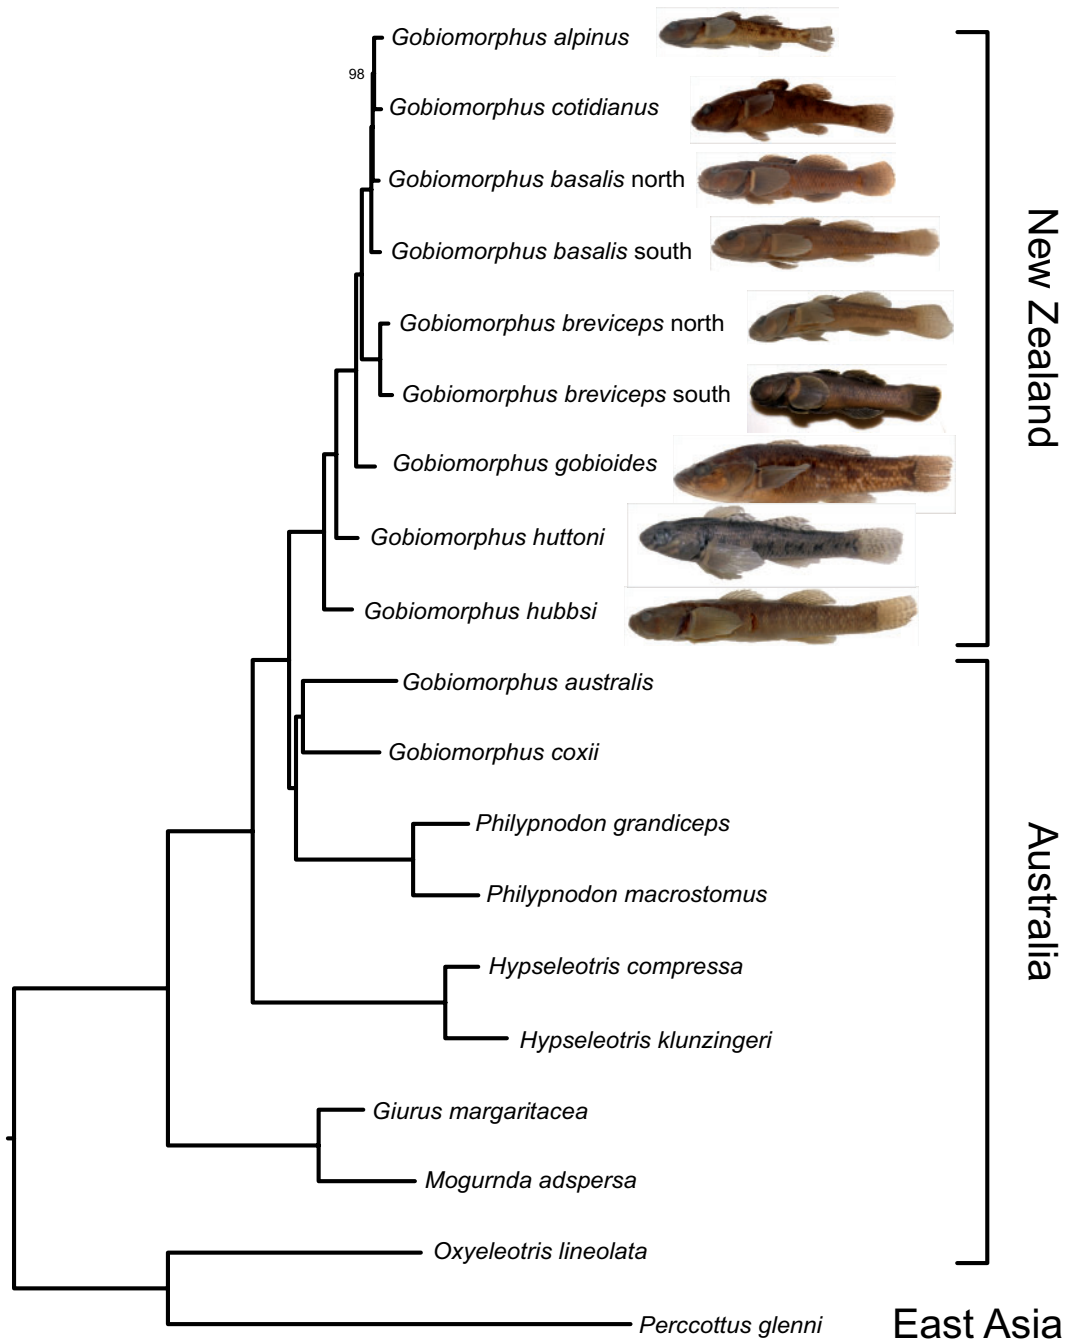 Gobiomorphus alpinus
98
Gobiomorphus cotidianus
Gobiomorphus basalis north
Gobiomorphus basalis south
Gobiomorphus breviceps north
Gobiomorphus breviceps south
Gobiomorphus gobioides
Gobiomorphus huttoni
Gobiomorphus hubbsi
New Zealand
Gobiomorphus australis
Gobiomorphus coxii
Philypnodon grandiceps
Philypnodon macrostomus
Hypseleotris compressa
Hypseleotris klunzingeri
Giurus margaritacea
Mogurnda adspersa
Oxyeleotris lineolata
Australia
Perccottus glenni
East Asia